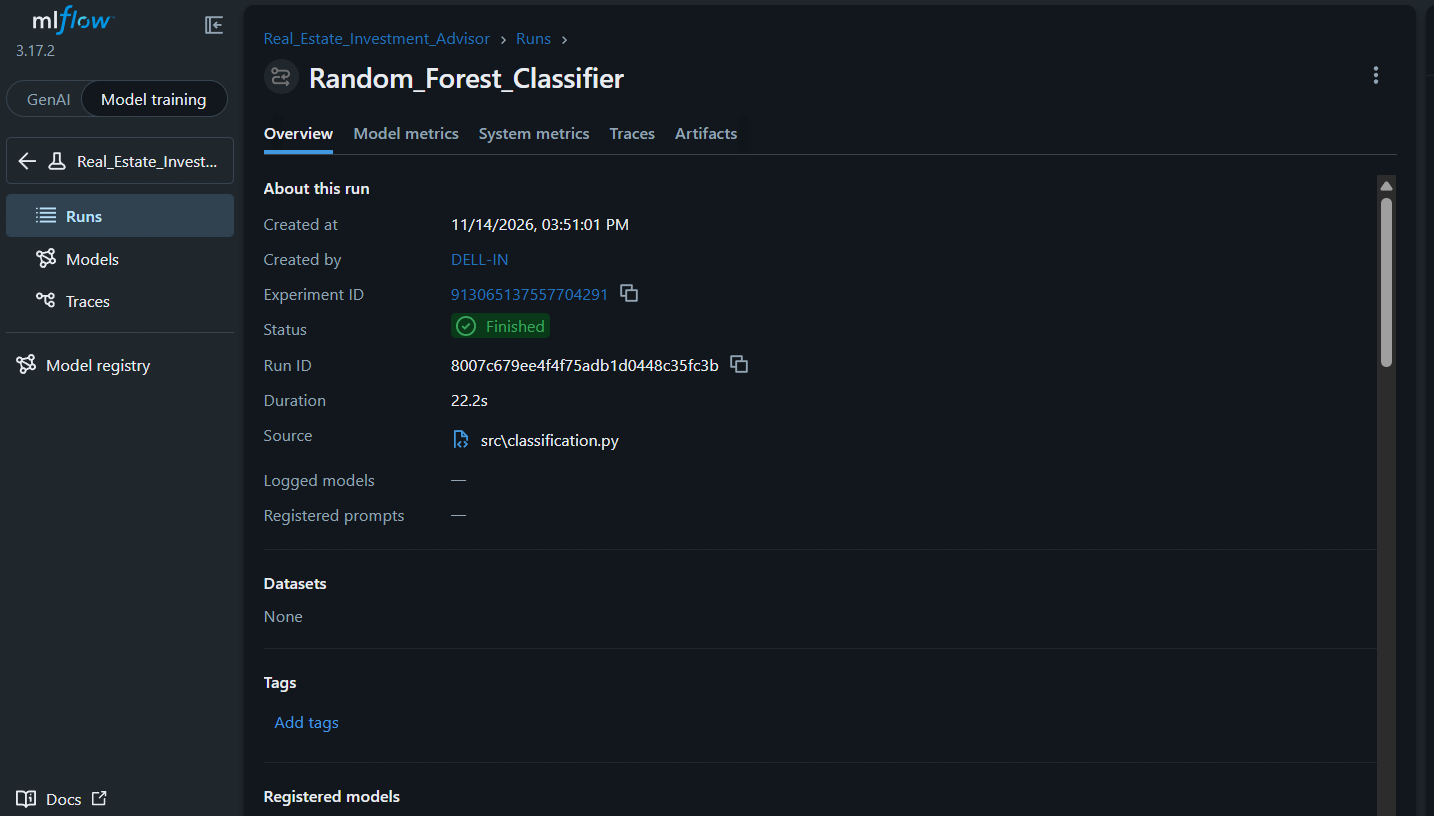 mlflow
3.17.2
GenAI Model training
Real_Estate_Invest...
Runs
Models
Traces
Model registry
Docs
Real_Estate_Investment_Advisor > Runs >
Random_Forest_Classifier
Overview Model metrics System metrics Traces Artifacts
About this run
Created at 11/14/2026, 03:51:01 PM
Created by DELL-IN
Experiment ID 913065137557704291
Status Finished
Run ID 8007c679ee4f4f75adb1d0448c35fc3b
Duration 22.2s
Source src\classification.py
Logged models —
Registered prompts —
Datasets
None
Tags
Add tags
Registered models